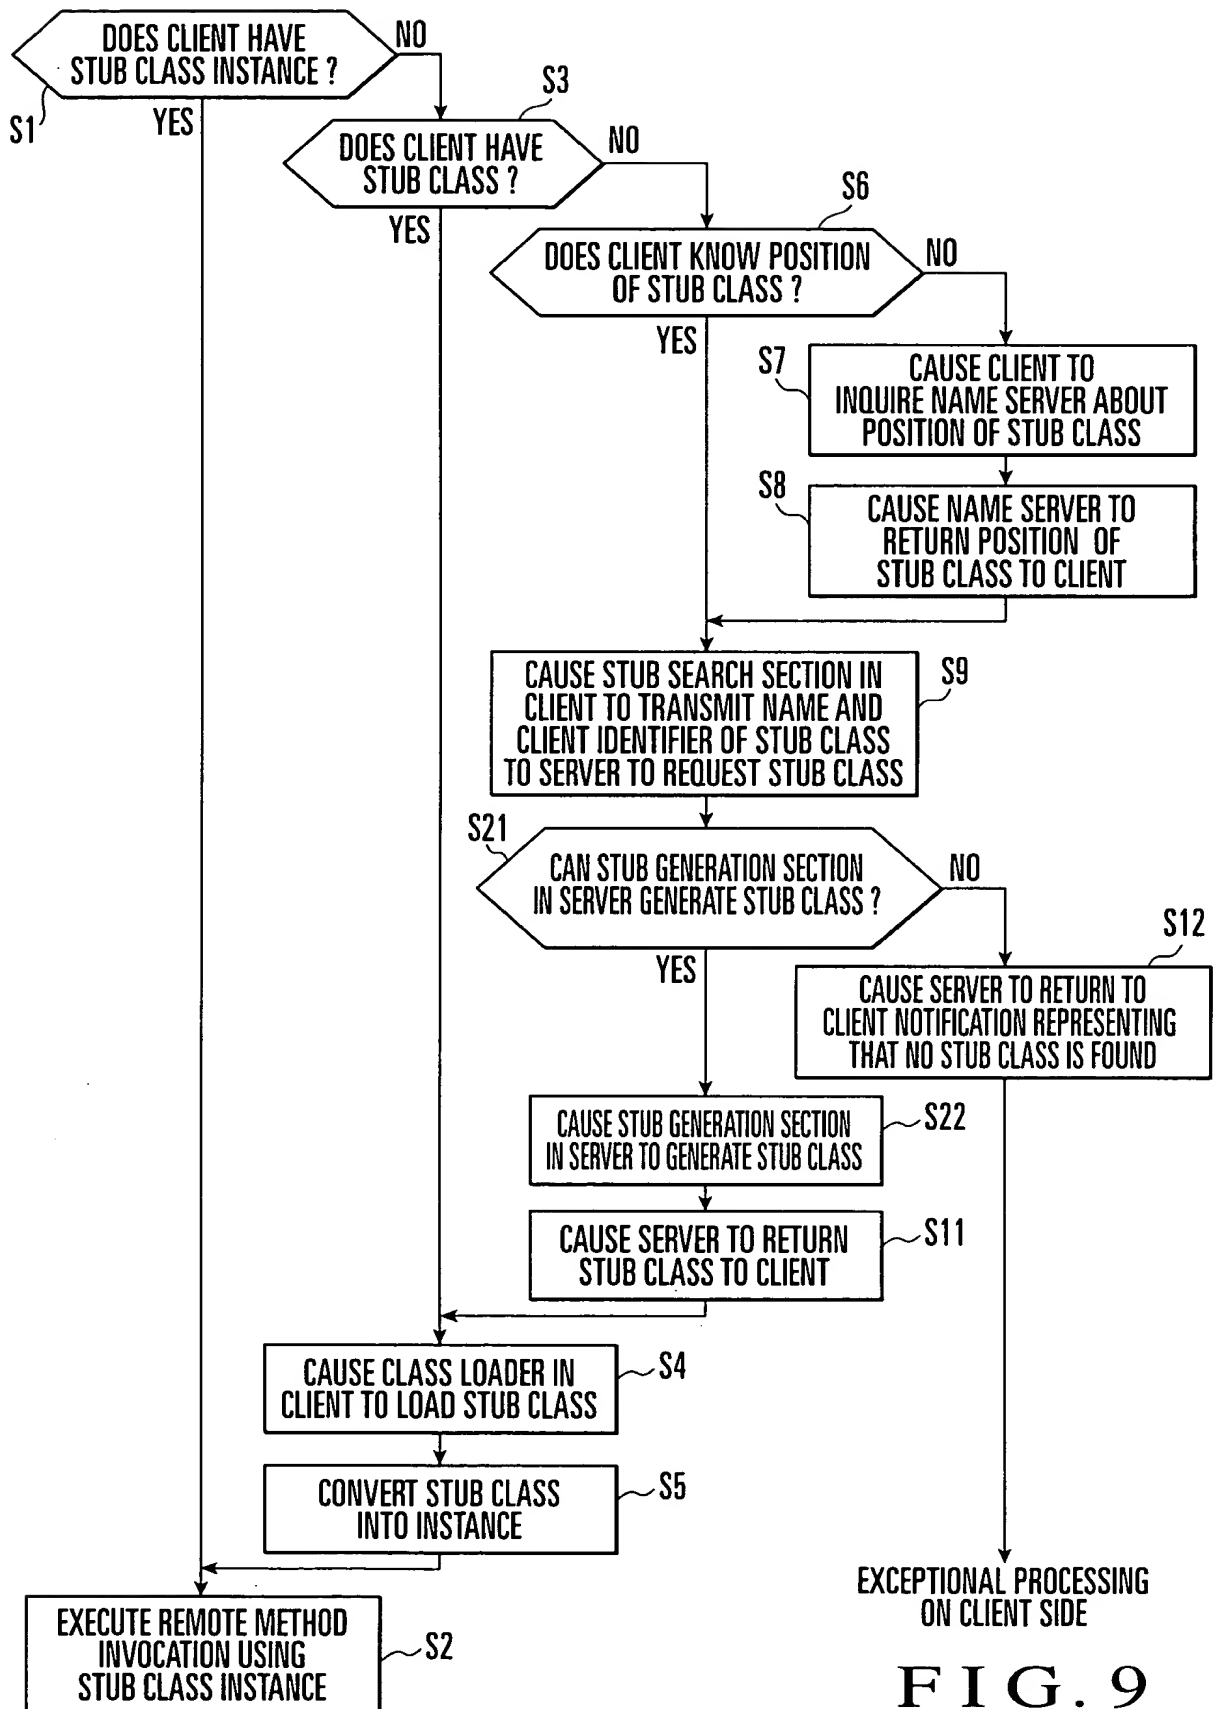 DOES CLIENT HAVE
STUB CLASS INSTANCE ?
NO
S1
YES
S3
DOES CLIENT HAVE
STUB CLASS ?
NO
YES
S6
DOES CLIENT KNOW POSITION
OF STUB CLASS ?
NO
YES
S7
CAUSE CLIENT TO
INQUIRE NAME SERVER ABOUT
POSITION OF STUB CLASS
S8
CAUSE NAME SERVER TO
RETURN POSITION OF
STUB CLASS TO CLIENT
CAUSE STUB SEARCH SECTION IN
CLIENT TO TRANSMIT NAME AND
CLIENT IDENTIFIER OF STUB CLASS
TO SERVER TO REQUEST STUB CLASS
S9
S21
CAN STUB GENERATION SECTION
IN SERVER GENERATE STUB CLASS ?
NO
YES
S12
CAUSE SERVER TO RETURN TO
CLIENT NOTIFICATION REPRESENTING
THAT NO STUB CLASS IS FOUND
CAUSE STUB GENERATION SECTION
IN SERVER TO GENERATE STUB CLASS
S22
CAUSE SERVER TO RETURN
STUB CLASS TO CLIENT
S11
CAUSE CLASS LOADER IN
CLIENT TO LOAD STUB CLASS
S4
CONVERT STUB CLASS
INTO INSTANCE
S5
EXCEPTIONAL PROCESSING
ON CLIENT SIDE
EXECUTE REMOTE METHOD
INVOCATION USING
STUB CLASS INSTANCE
S2
FIG. 9